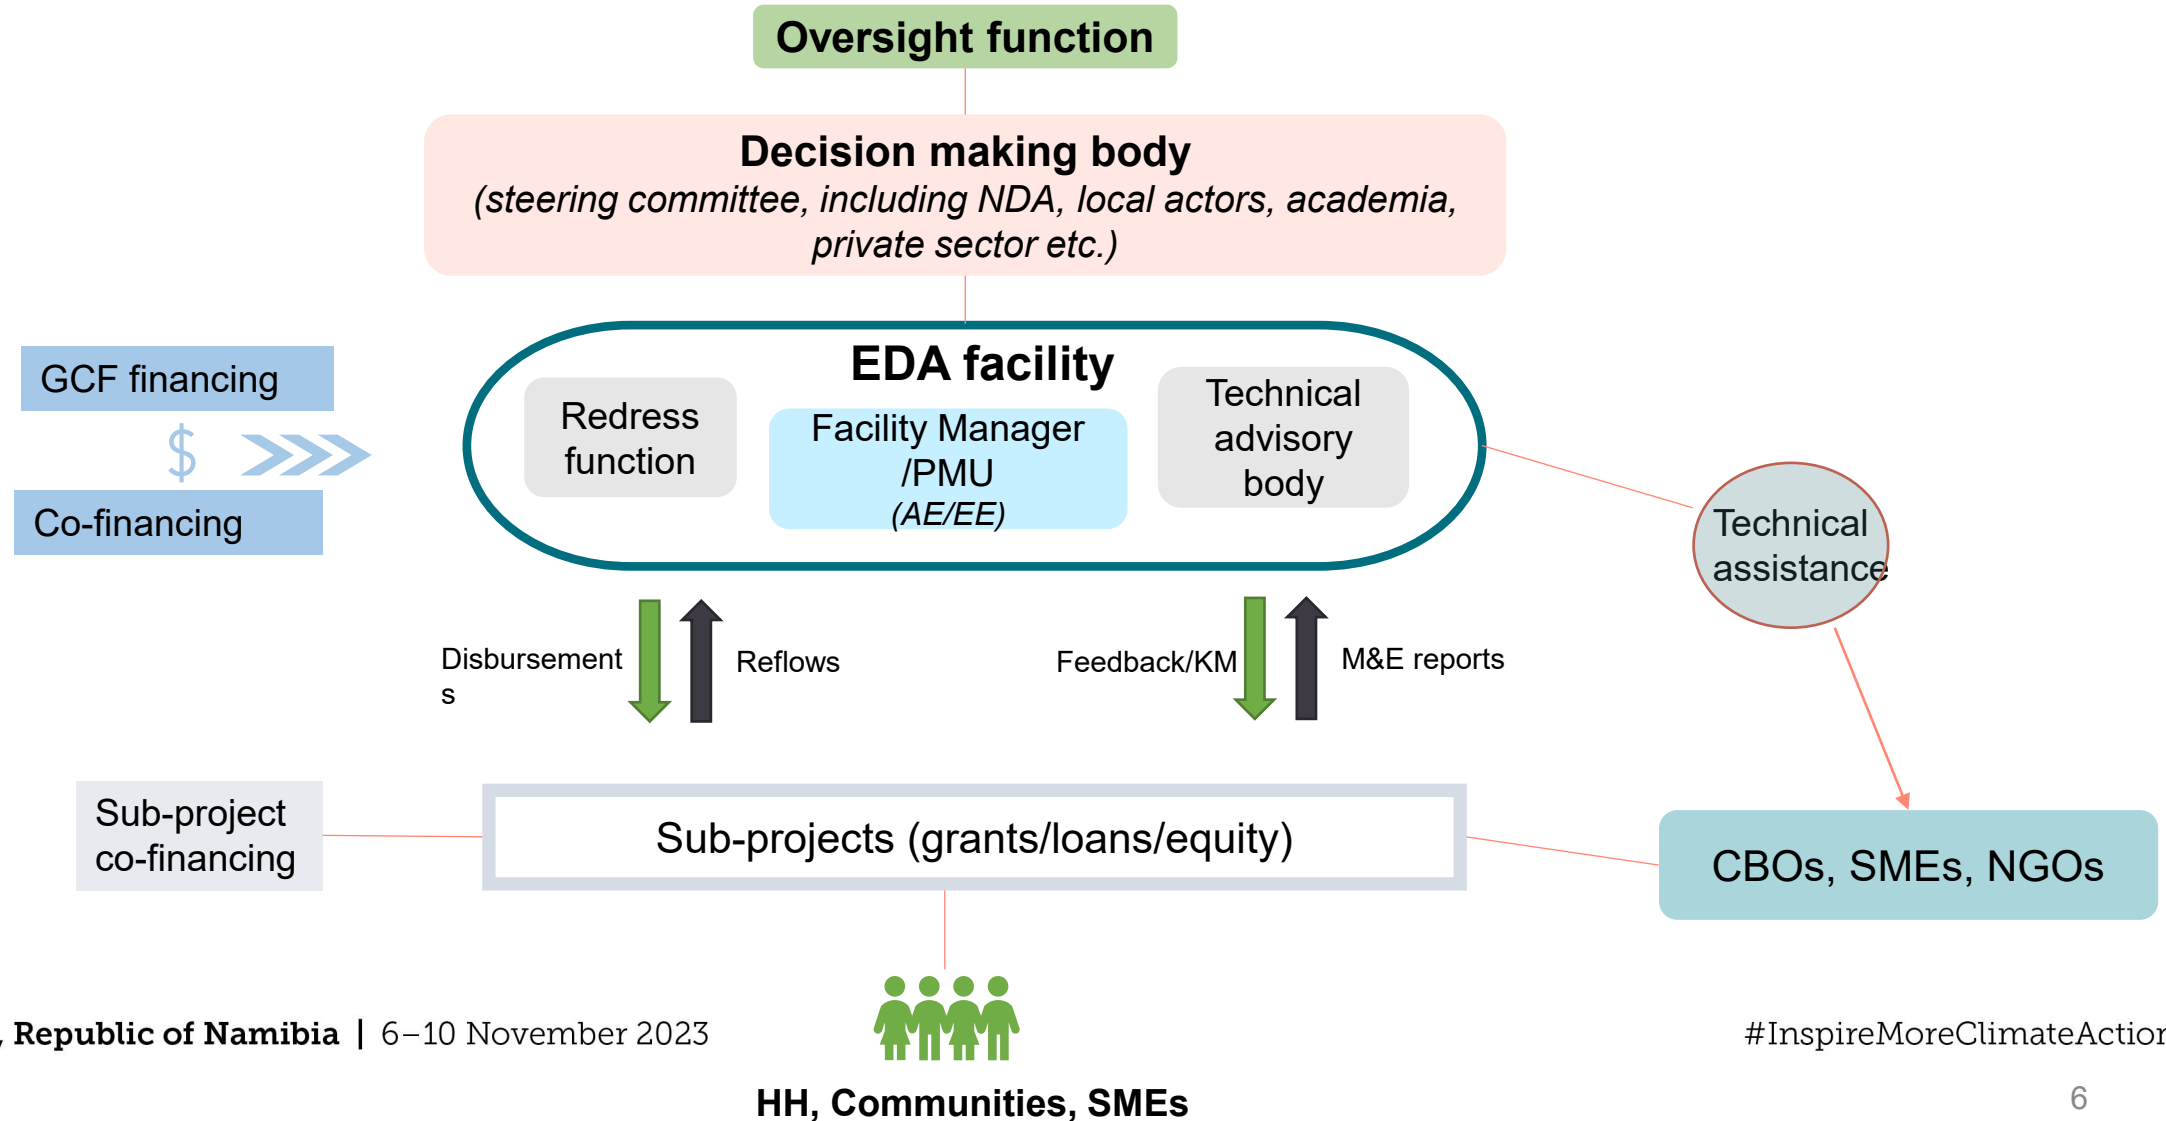 Oversight function
Decision making body
(steering committee, including NDA, local actors, academia,
private sector etc.)
EDA facility
GCF financing
$
Co-financing
Redress
function
Facility Manager
/PMU
(AE/EE)
Technical
advisory
body
Technical
assistance
Disbursement
s
Reflows
Feedback/KM
M&E reports
Sub-project
co-financing
Sub-projects (grants/loans/equity)
CBOs, SMEs, NGOs
, Republic of Namibia | 6–10 November 2023
#InspireMoreClimateAction
HH, Communities, SMEs
6